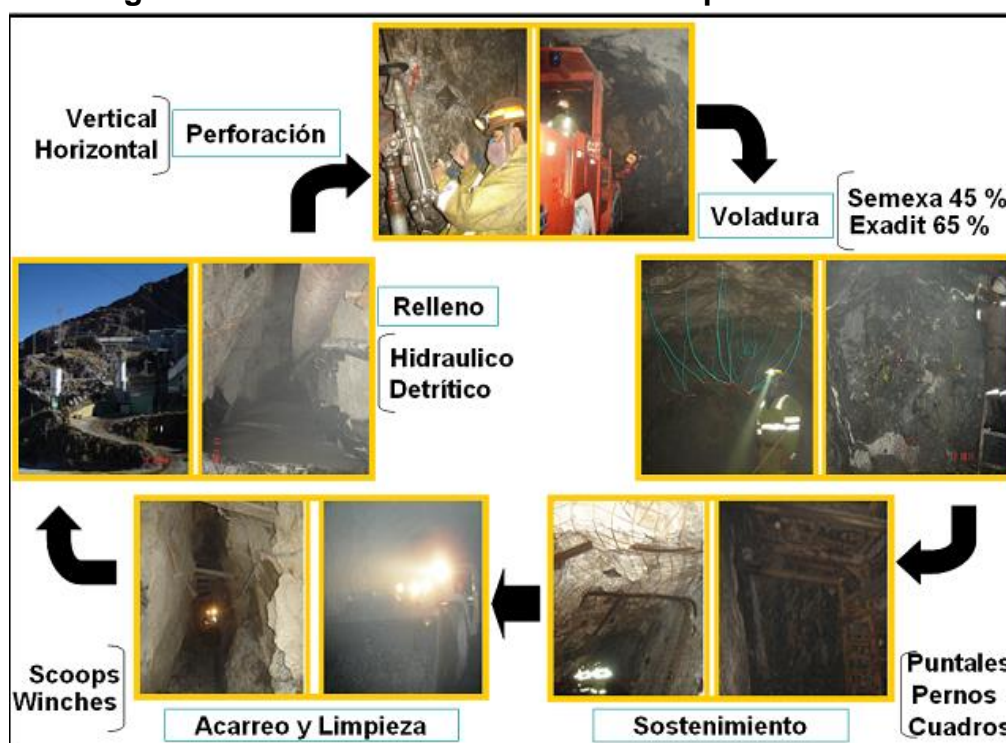 Vertical
Horizontal
Perforación
Voladura
Semexa 45 %
Exadit 65 %
Relleno
Hidraulico
Detrítico
Scoops
Winches
Acarreo y Limpieza
Sostenimiento
Puntales
Pernos
Cuadros